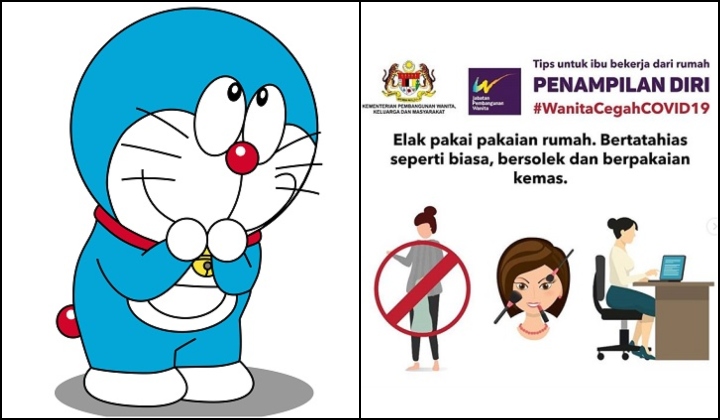 Tips untuk ibu bekerja dari rumah
PENAMPILAN DIRI
#WanitaCegahCOVID19
KEMENTERIAN PEMBANGUNAN WANITA,
KELUARGA DAN MASYARAKAT
Jabatan
Pembangunan
Wanita
Elak pakai pakaian rumah. Bertatahias
seperti biasa, bersolek dan berpakaian
kemas.